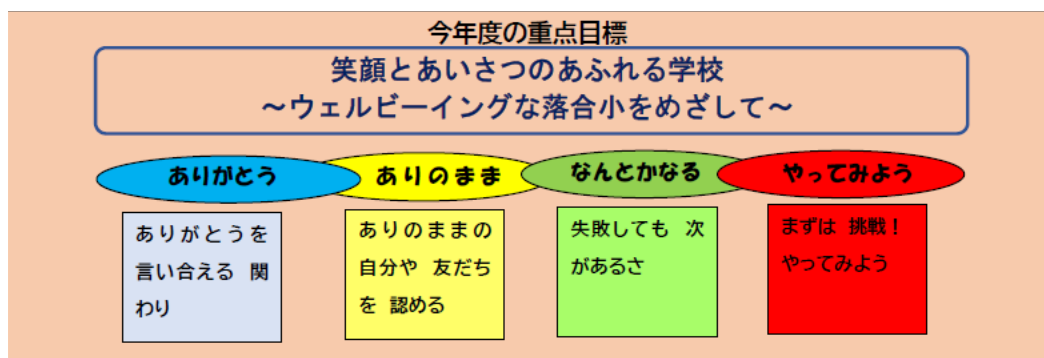 今年度の重点目標
笑顔とあいさつのあふれる学校
～ウェルビーイングな落合小をめざして～
ありがとう
ありのまま
なんとかなる
やってみよう
ありがとうを
言い合える 関
わり
ありのままの
自分や 友だち
を 認める
失敗しても 次
があるさ
まずは 挑戦！
やってみよう